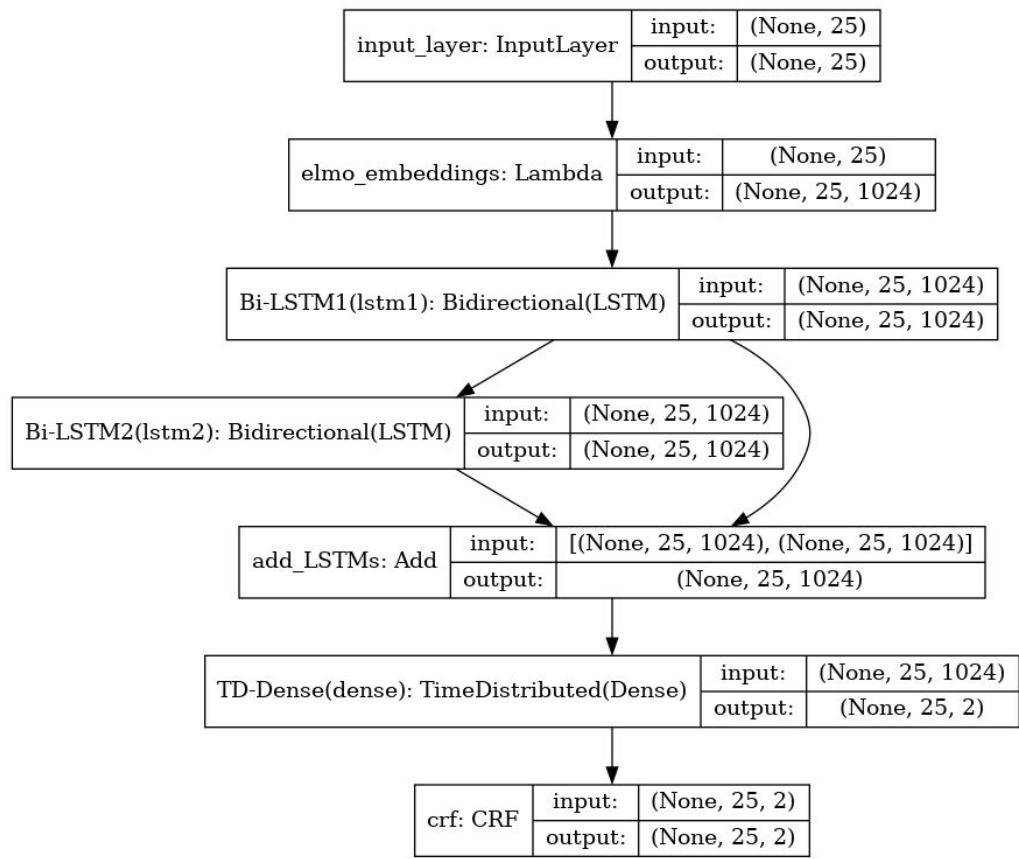 input_layer: InputLayer
input: (None, 25)
output: (None, 25)
elmo_embeddings: Lambda
input: (None, 25)
output: (None, 25, 1024)
Bi-LSTM1(lstm1): Bidirectional(LSTM)
input: (None, 25, 1024)
output: (None, 25, 1024)
Bi-LSTM2(lstm2): Bidirectional(LSTM)
input: (None, 25, 1024)
output: (None, 25, 1024)
add_LSTMs: Add
input: [(None, 25, 1024), (None, 25, 1024)]
output: (None, 25, 1024)
TD-Dense(dense): TimeDistributed(Dense)
input: (None, 25, 1024)
output: (None, 25, 2)
crf: CRF
input: (None, 25, 2)
output: (None, 25, 2)